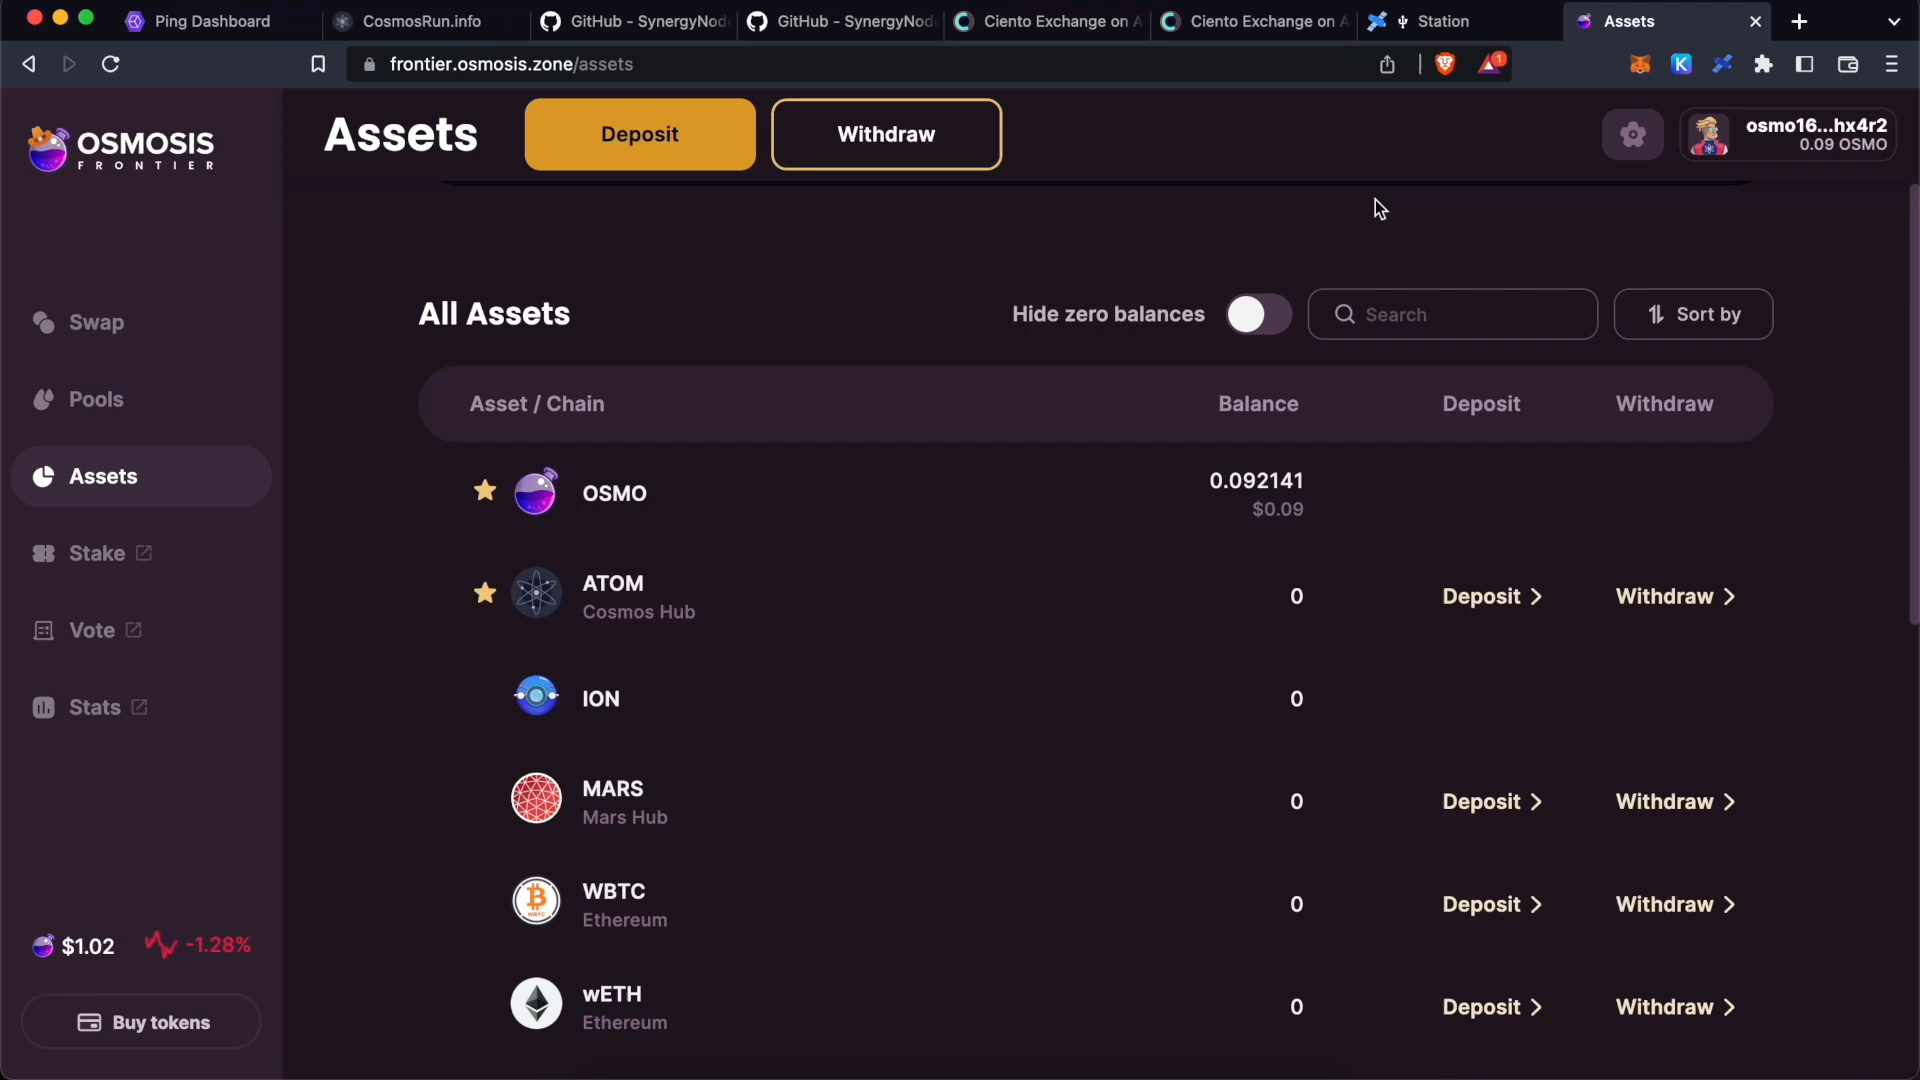 Ping Dashboard
CosmosRun.info
GitHub - SynergyNod
GitHub - SynergyNod
Ciento Exchange on A
Ciento Exchange on A
Station
Assets
frontier.osmosis.zone/assets
1
OSMOSIS
FRONTIER
Assets
Deposit
Withdraw
osmo16...hx4r2
0.09 OSMO
Swap
Pools
Assets
Stake
Vote
Stats
$1.02
-1.28%
Buy tokens
All Assets
Hide zero balances
Search
Sort by
Asset / Chain
Balance
Deposit
Withdraw
OSMO
0.092141
$0.09
ATOM
Cosmos Hub
0
Deposit
Withdraw
ION
0
MARS
Mars Hub
0
Deposit
Withdraw
WBTC
Ethereum
0
Deposit
Withdraw
wETH
Ethereum
0
Deposit
Withdraw